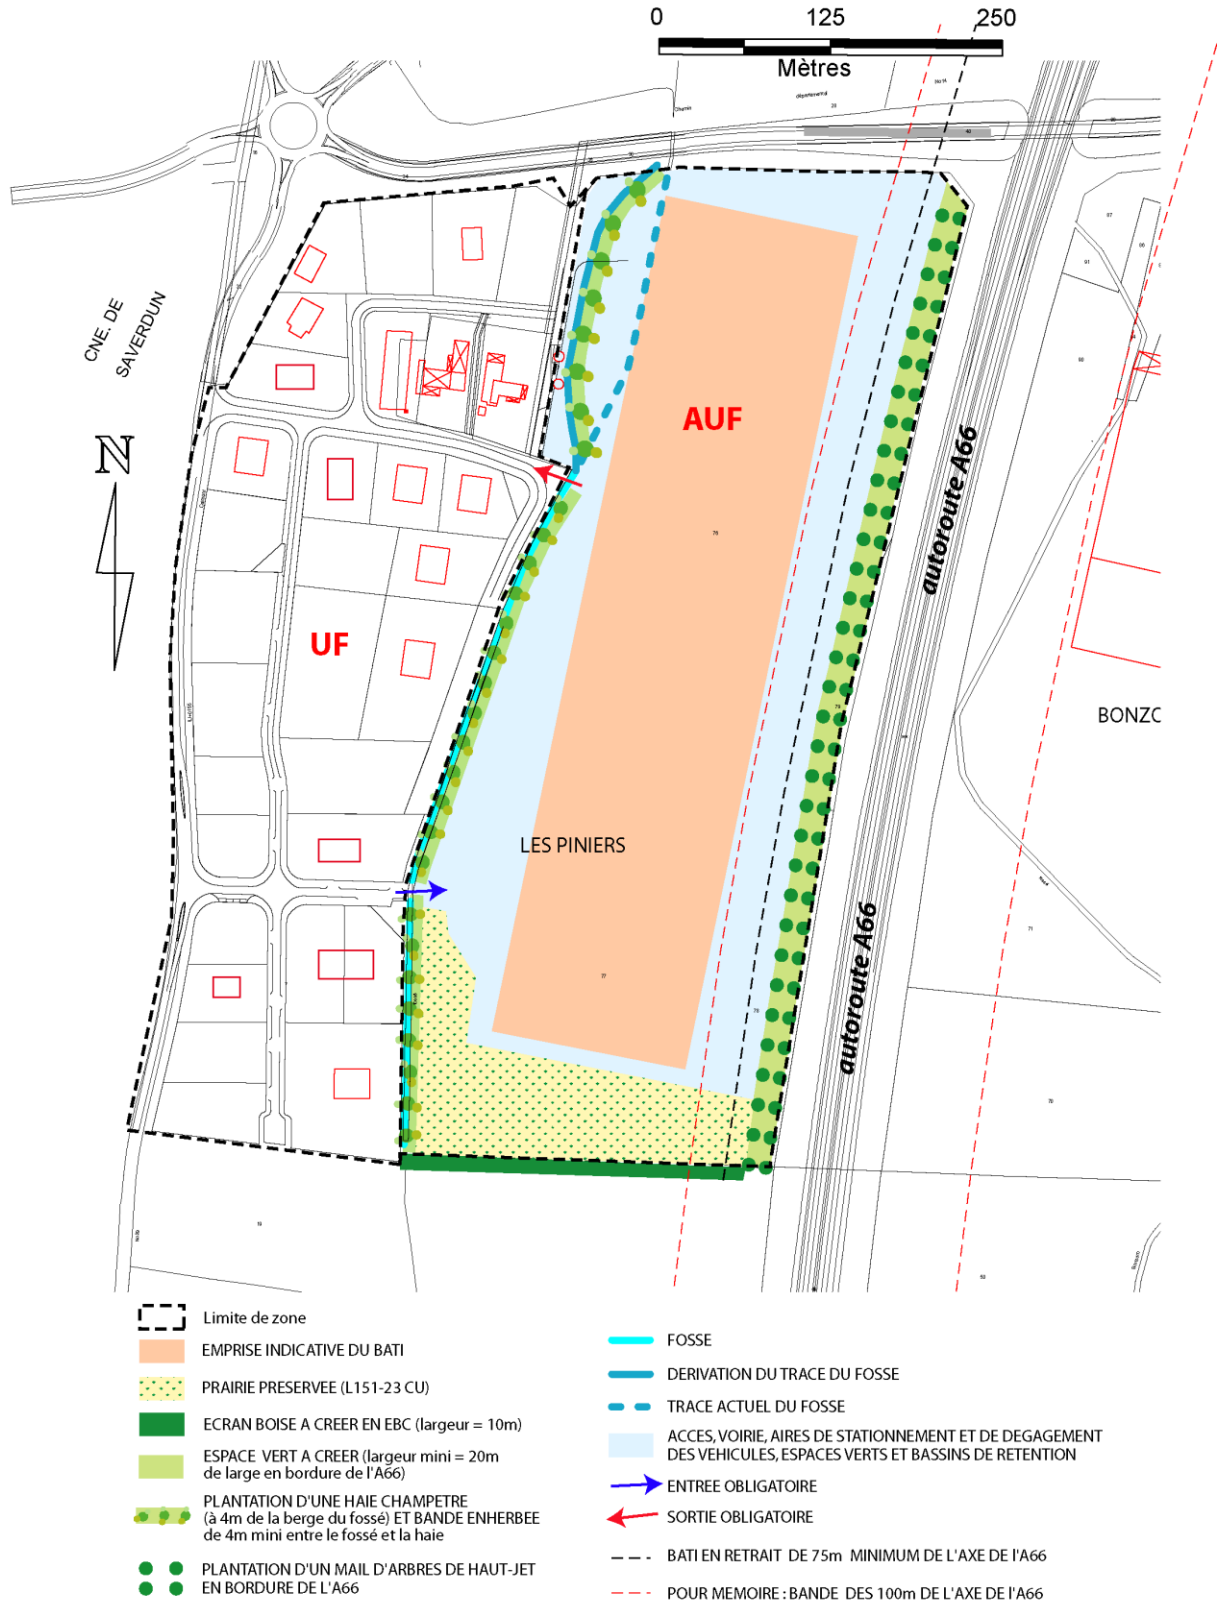 0 125 250
Mètres
Chemin
départemental
CNE. DE
SAVERDUN
N
AUF
UF
autoroute A66
LES PINIERS
BONZO
autoroute A66
Limite de zone
EMPRISE INDICATIVE DU BATI
PRAIRIE PRESERVEE (L151-23 CU)
ECRAN BOISE A CREER EN EBC (largeur = 10m)
ESPACE VERT A CREER (largeur mini = 20m
de large en bordure de l'A66)
PLANTATION D'UNE HAIE CHAMPETRE
(à 4m de la berge du fossé) ET BANDE ENHERBEE
de 4m mini entre le fossé et la haie
PLANTATION D'UN MAIL D'ARBRES DE HAUT-JET
EN BORDURE DE L'A66
FOSSE
DERIVATION DU TRACE DU FOSSE
TRACE ACTUEL DU FOSSE
ACCES, VOIRIE, AIRES DE STATIONNEMENT ET DE DEGAGEMENT
DES VEHICULES, ESPACES VERTS ET BASSINS DE RETENTION
ENTREE OBLIGATOIRE
SORTIE OBLIGATOIRE
BATI EN RETRAIT DE 75m MINIMUM DE L'AXE DE l'A66
POUR MEMOIRE : BANDE DES 100m DE L'AXE DE l'A66